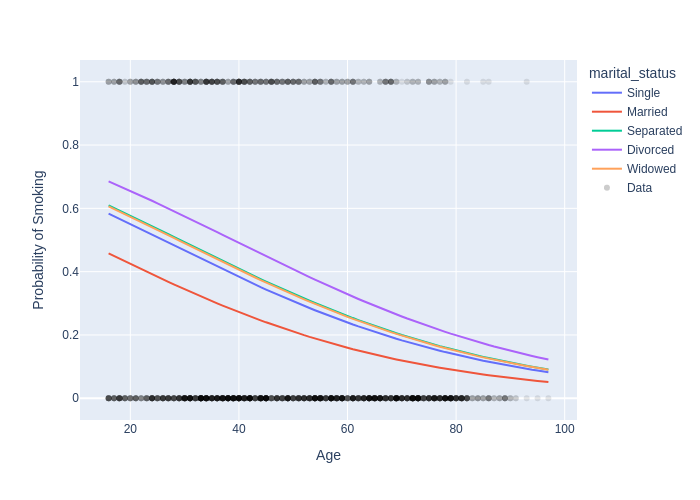 marital_status
Single
Married
Separated
Divorced
Widowed
Data
1
0.8
0.6
0.4
0.2
0
20
40
60
80
100
Probability of Smoking
Age